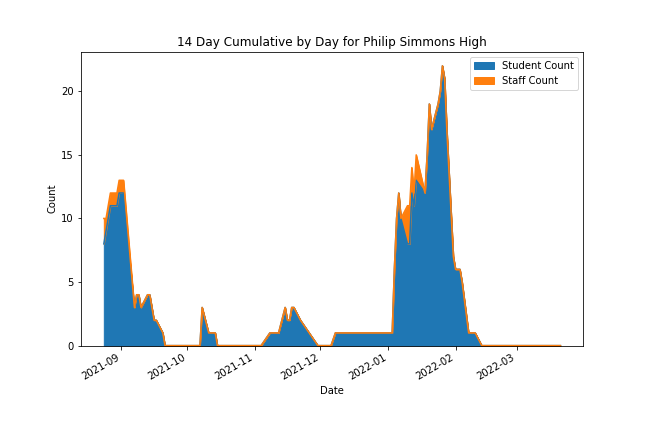 14 Day Cumulative by Day for Philip Simmons High
Student Count
Staff Count
Count
20
15
10
5
0
2021-09
2021-10
2021-11
2021-12
2022-01
2022-02
2022-03
Date